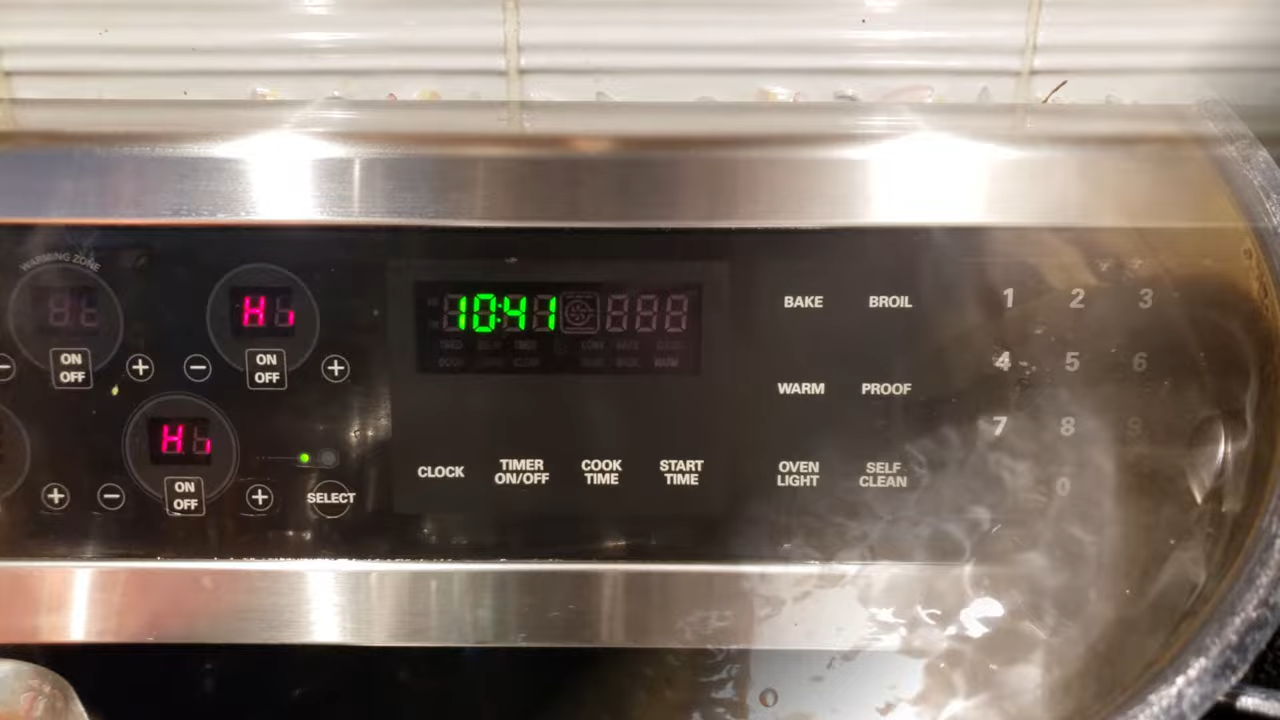 WARMING ZONE
Hi
10:41
BAKE
BROIL
1 2 3
ON
OFF
+
−
ON
OFF
+
4 5 6
WARM
PROOF
Hi
7 8 9
CLOCK
TIMER
ON/OFF
COOK
TIME
START
TIME
OVEN
LIGHT
SELF
CLEAN
+
−
ON
OFF
+
SELECT
0